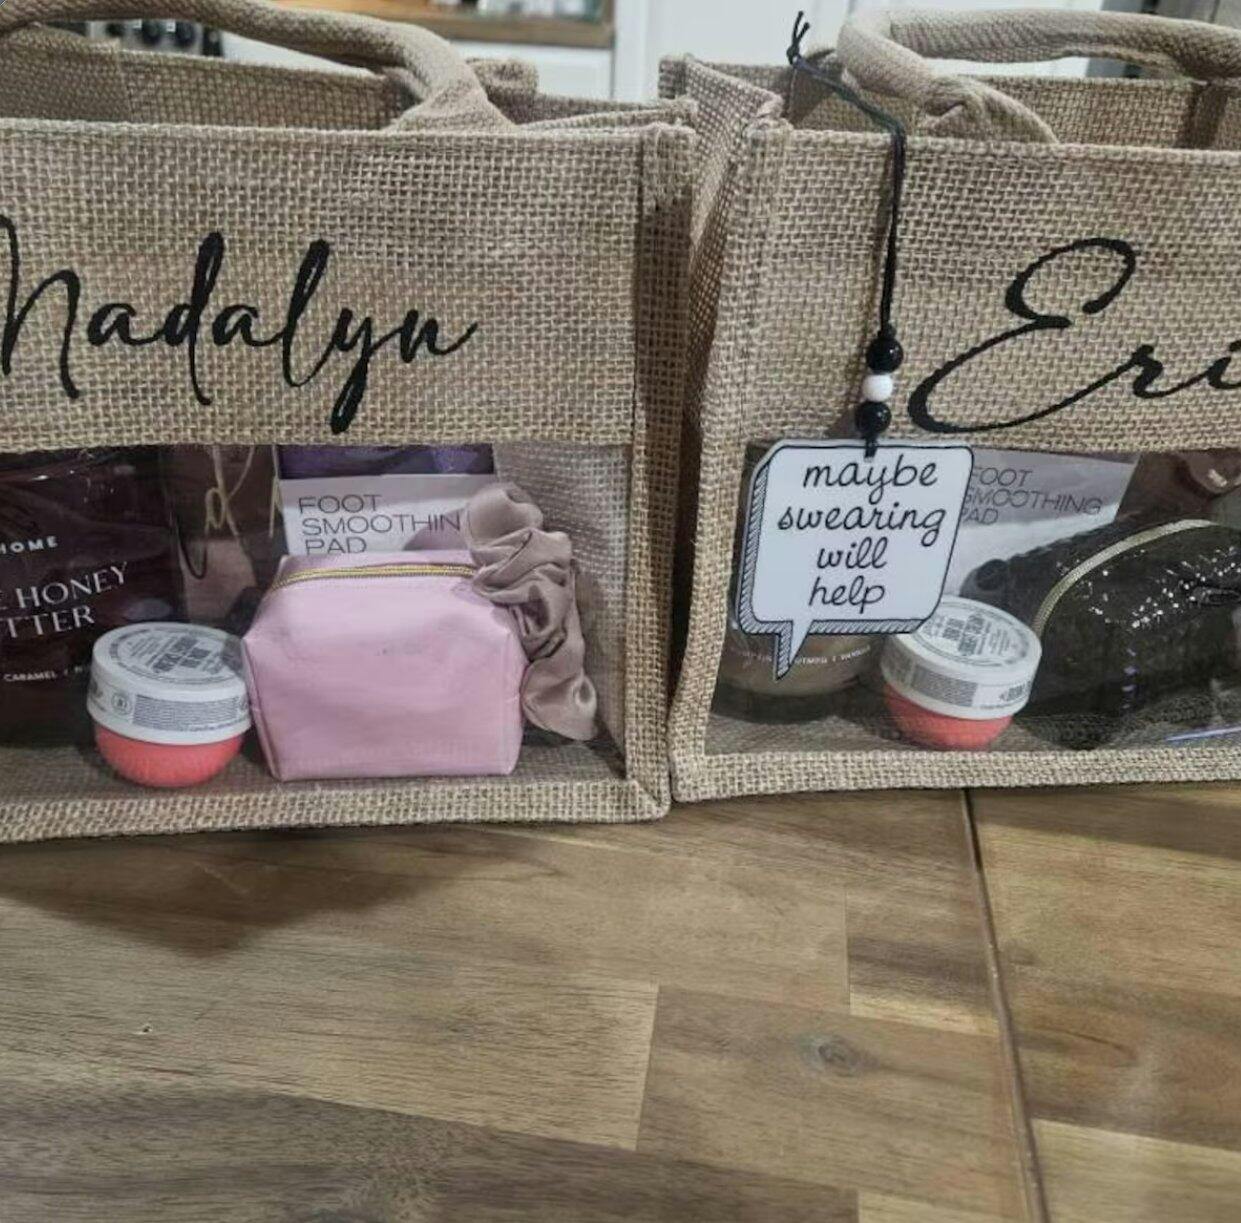 Madalyn
Eri
HOME
HONEY
TTER
CARAMEL /
FOOT
SMOOTHIN
PAD
maybe
swearing
will
help
FOOT
SMOOTHING
PAD